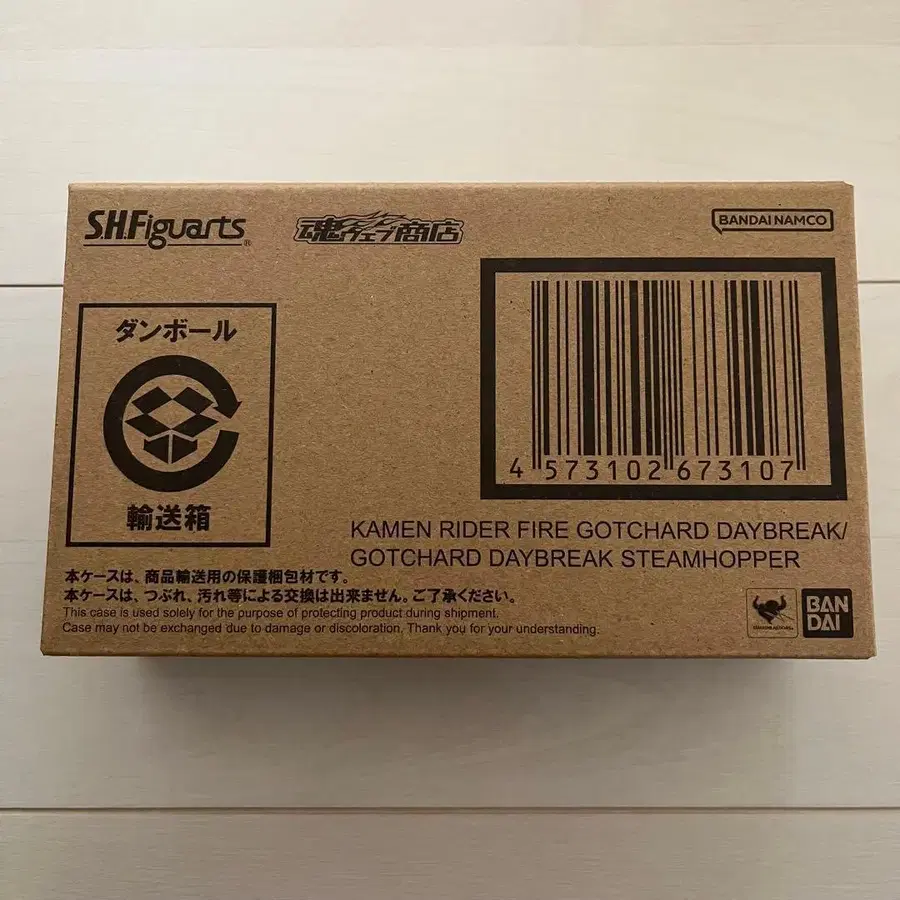 S.H.Figuarts®
魂ウェブ商店
BANDAI NAMCO
ダンボール
輸送箱
4 573102 673107
KAMEN RIDER FIRE GOTCHARD DAYBREAK/
GOTCHARD DAYBREAK STEAMHOPPER
本ケースは、商品輸送用の保護梱包材です。
本ケースは、つぶれ、汚れ等による交換は出来ません。ご了承ください。
This case is used solely for the purpose of protecting product during shipment.
Case may not be exchanged due to damage or discoloration. Thank you for your understanding.
BAN
DAI